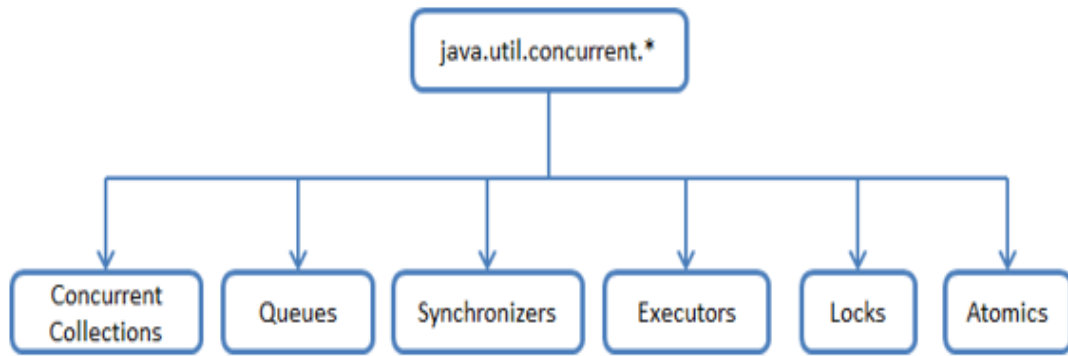 java.util.concurrent.*
Concurrent
Collections
Queues
Synchronizers
Executors
Locks
Atomics